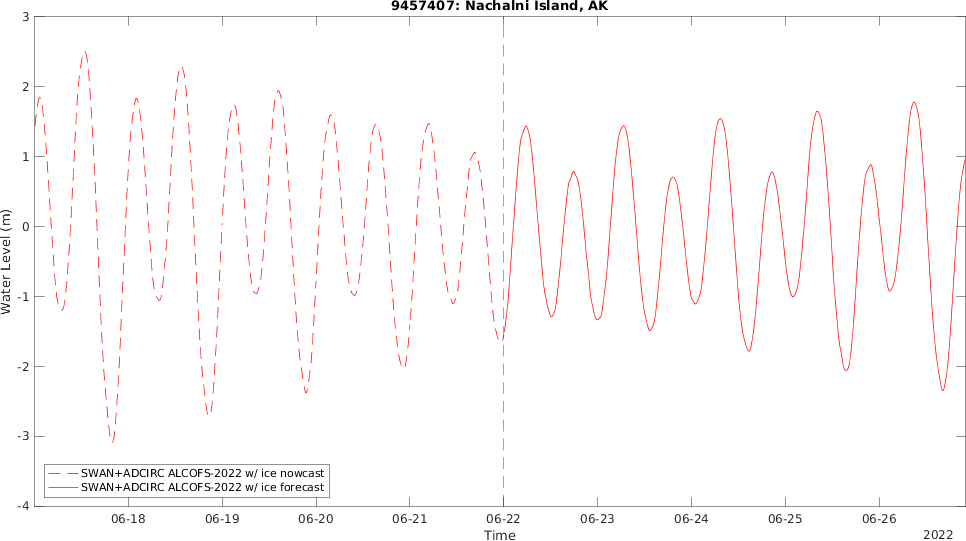 9457407: Nachalni Island, AK
3
2
1
0
-1
-2
-3
-4
Water Level (m)
SWAN+ADCIRC ALCOFS-2022 w/ ice nowcast
SWAN+ADCIRC ALCOFS-2022 w/ ice forecast
06-18 06-19 06-20 06-21 06-22 06-23 06-24 06-25 06-26
Time
2022